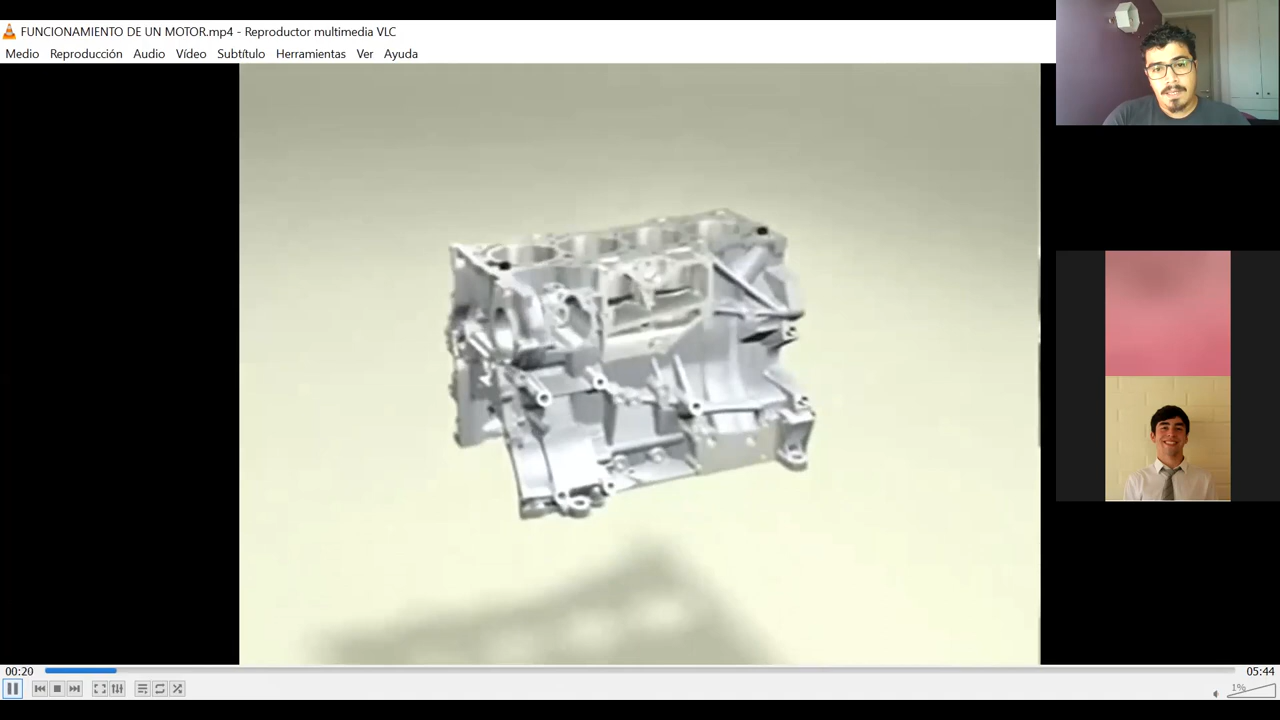 FUNCIONAMIENTO DE UN MOTOR.mp4 - Reproductor multimedia VLC
Medio Reproducción Audio Vídeo Subtítulo Herramientas Ver Ayuda
00:20 05:44
1%